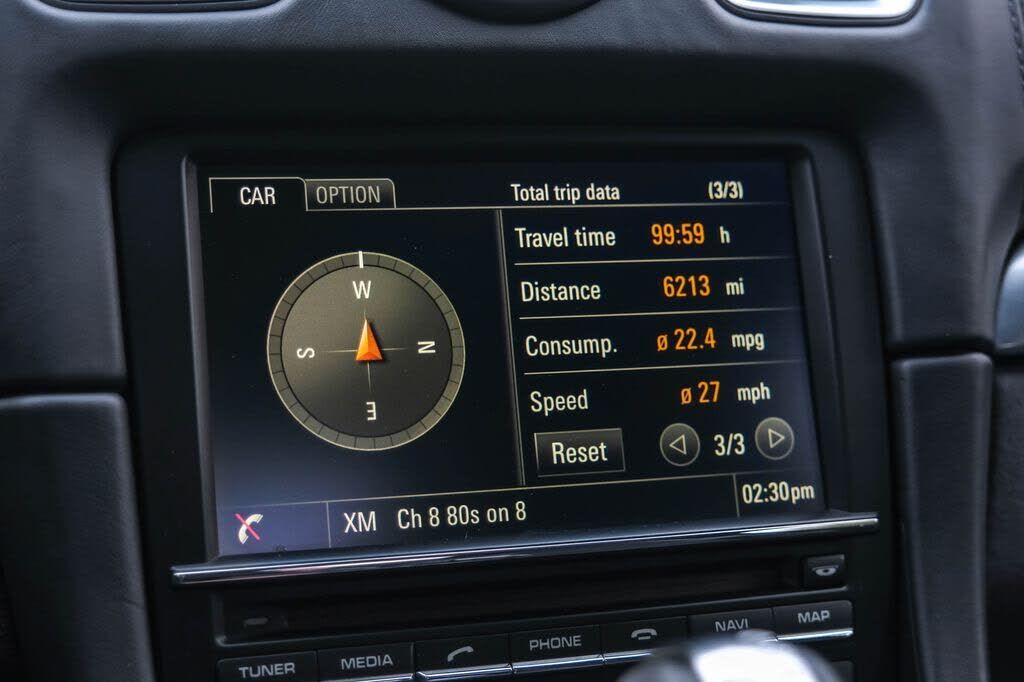 CAR OPTION Total trip data (3/3)
Travel time 99:59 h
Distance 6213 mi
Consump. ø 22.4 mpg
Speed ø 27 mph
Reset 3/3
W
S N
E
XM Ch 8 80s on 8 02:30pm
TUNER MEDIA PHONE NAVI MAP